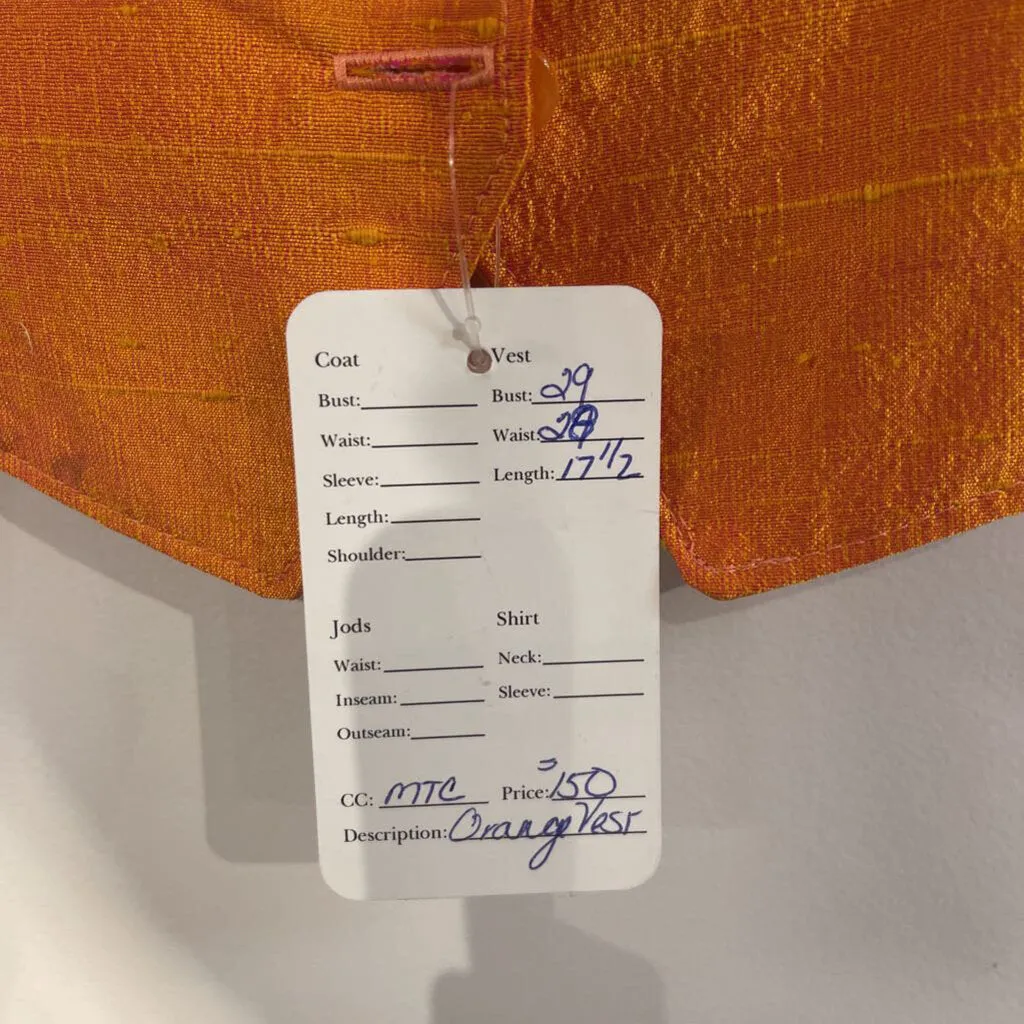 Coat
Bust:
Waist:
Sleeve:
Length:
Shoulder:
Vest
Bust: 29
Waist:
Length: 17 1/2
Jods
Waist:
Inseam:
Outseam:
Shirt
Neck:
Sleeve:
CC: MTC Price: 150
Description: Orangy Vest